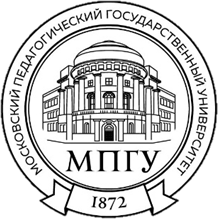 МОСКОВСКИЙ ПЕДАГОГИЧЕСКИЙ ГОСУДАРСТВЕННЫЙ УНИВЕРСИТЕТ
МПГУ
1872